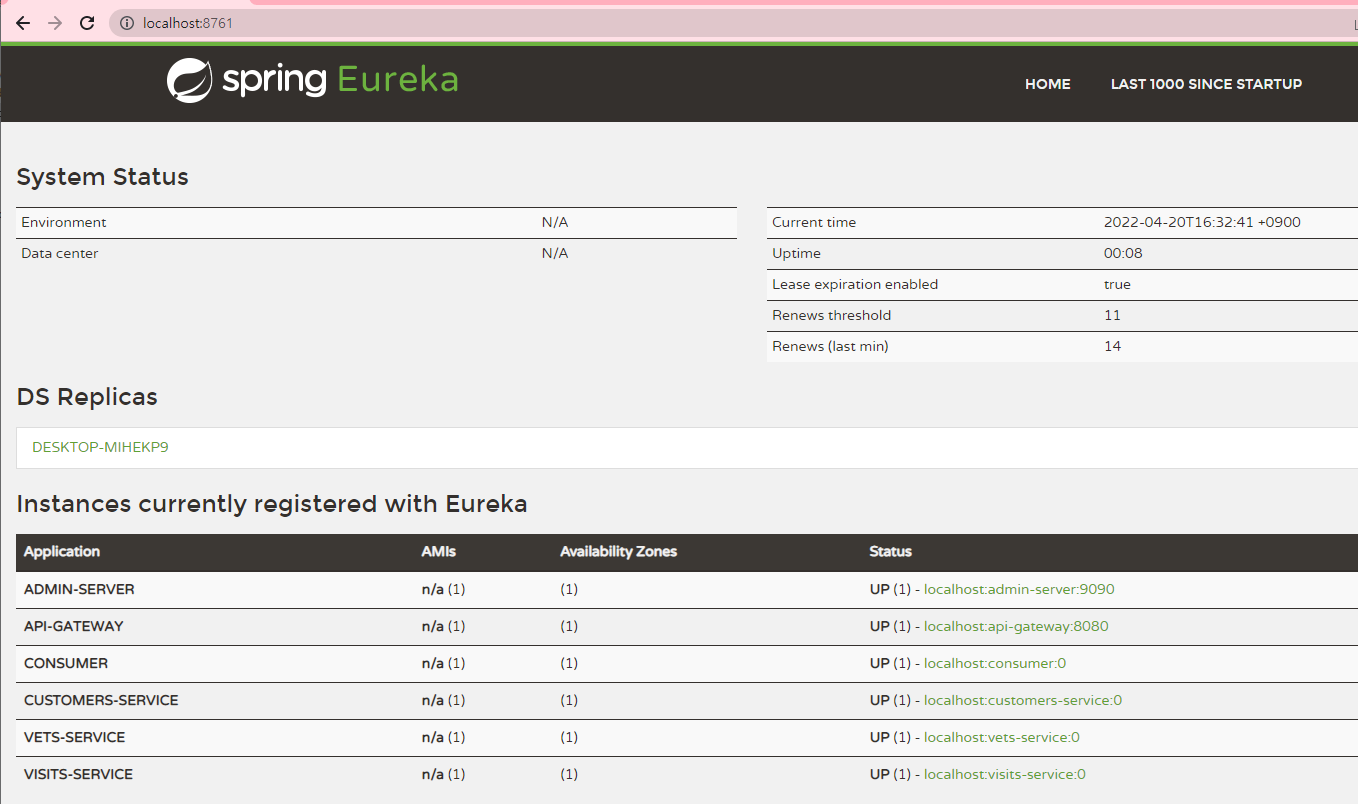 localhost:8761
spring Eureka
HOME LAST 1000 SINCE STARTUP
System Status
Environment N/A
Data center N/A
Current time 2022-04-20T16:32:41 +0900
Uptime 00:08
Lease expiration enabled true
Renews threshold 11
Renews (last min) 14
DS Replicas
DESKTOP-MIHEKP9
Instances currently registered with Eureka
Application AMIs Availability Zones Status
ADMIN-SERVER n/a (1) (1) UP (1) - localhost:admin-server:9090
API-GATEWAY n/a (1) (1) UP (1) - localhost:api-gateway:8080
CONSUMER n/a (1) (1) UP (1) - localhost:consumer:0
CUSTOMERS-SERVICE n/a (1) (1) UP (1) - localhost:customers-service:0
VETS-SERVICE n/a (1) (1) UP (1) - localhost:vets-service:0
VISITS-SERVICE n/a (1) (1) UP (1) - localhost:visits-service:0